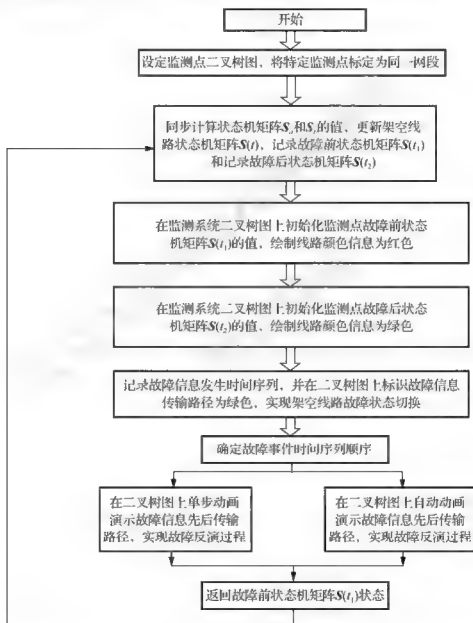 开始
设定监测点二叉树图，将特定监测点标定为同一网段
同步计算状态机矩阵Sₐ和Sᵣ的值，更新架空线
路状态机矩阵S(t)，记录故障前状态机矩阵S(t₁)
和记录故障后状态机矩阵S(t₂)
在监测系统二叉树图上初始化监测点故障前状态
机矩阵S(t₁)的值，绘制线路颜色信息为红色
在监测系统二叉树图上初始化监测点故障后状态
机矩阵S(t₂)的值，绘制线路颜色信息为绿色
记录故障信息发生时间序列，并在二叉树图上标识故障信息
传输路径为绿色，实现架空线路故障状态切换
确定故障事件时间序列顺序
在二叉树图上单步动画
演示故障信息先后传输
路径，实现故障反演过程
在二叉树图上自动动画
演示故障信息先后传输
路径，实现故障反演过程
返回故障前状态机矩阵S(t₁)状态